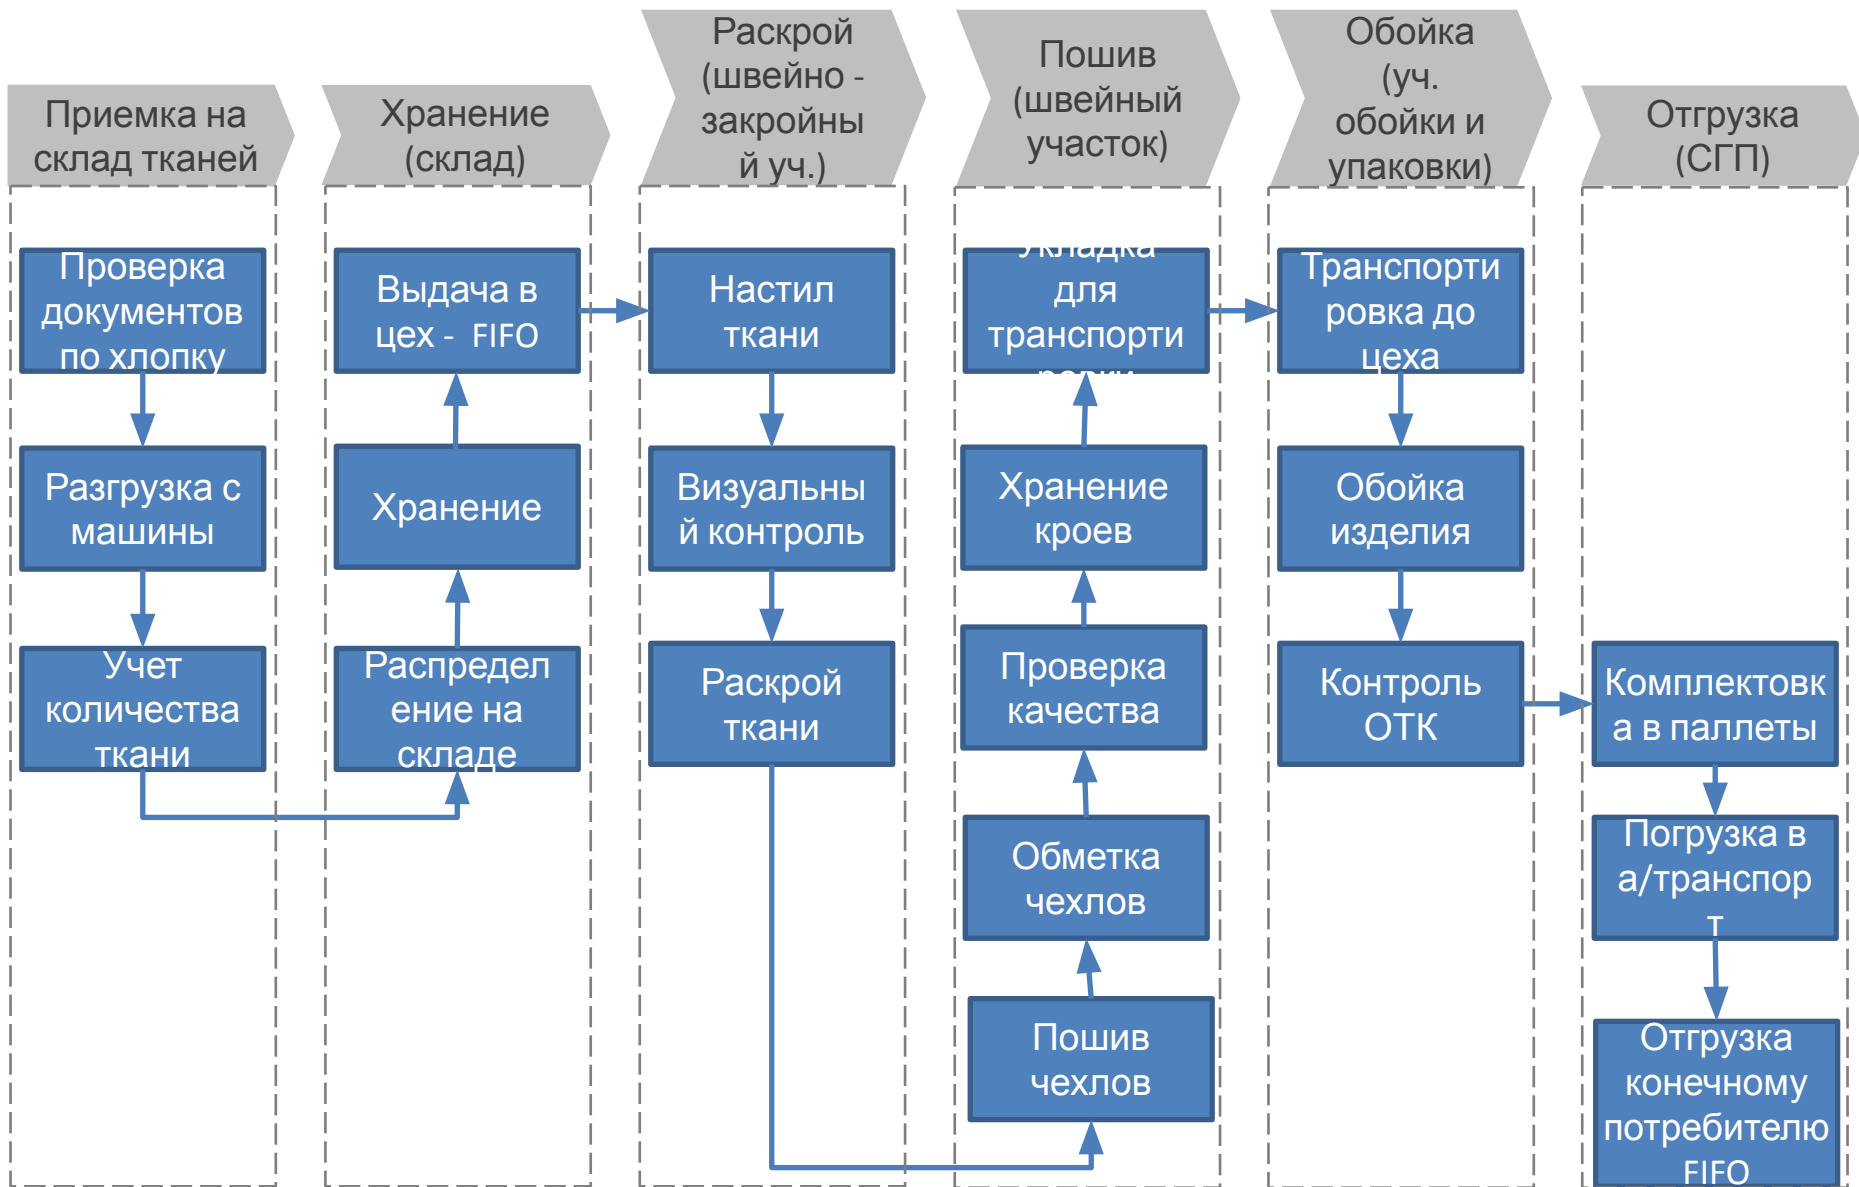 Приемка на
склад тканей
Хранение
(склад)
Раскрой
(швейно -
закройны
й уч.)
Пошив
(швейный
участок)
Обойка
(уч.
обойки и
упаковки)
Отгрузка
(СГП)
Проверка
документов
по хлопку
Разгрузка с
машины
Учет
количества
ткани
Выдача в
цех - FIFO
Хранение
Распредел
ение на
складе
Настил
ткани
Визуальны
й контроль
Раскрой
ткани
Укладка
для
транспорти
ровки
Хранение
кроев
Проверка
качества
Обметка
чехлов
Пошив
чехлов
Транспорти
ровка до
цеха
Обойка
изделия
Контроль
ОТК
Комплектовк
а в паллеты
Погрузка в
а/транспор
т
Отгрузка
конечному
потребителю
FIFO